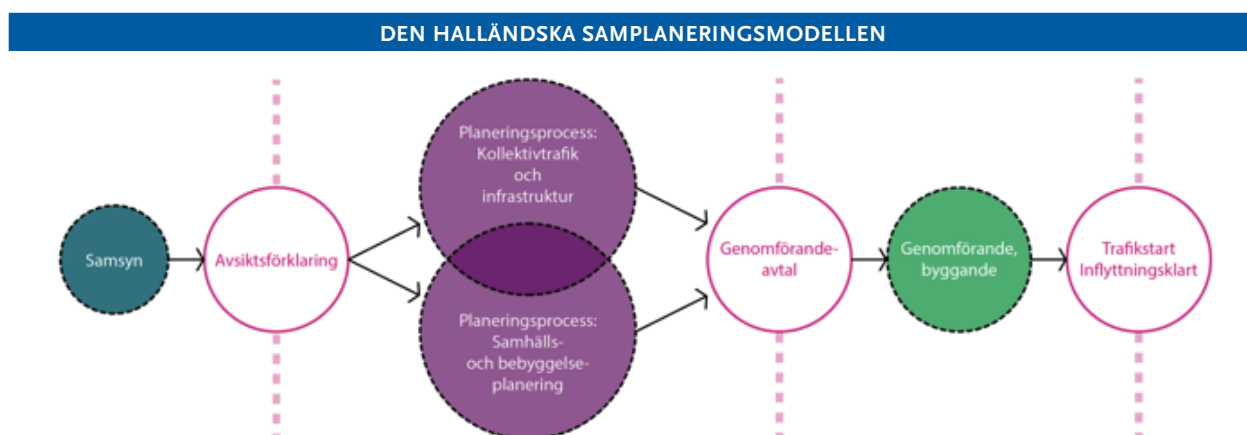 DEN HALLÄNDSKA SAMPLANERINGSMODELLEN
Samsyn
Avsiktsförklaring
Planeringsprocess:
Kollektivtrafik
och
infrastruktur
Planeringsprocess:
Samhälls-
och bebyggelse-
planering
Genomförande-
avtal
Genomförande,
byggande
Trafikstart
Inflyttningsklart